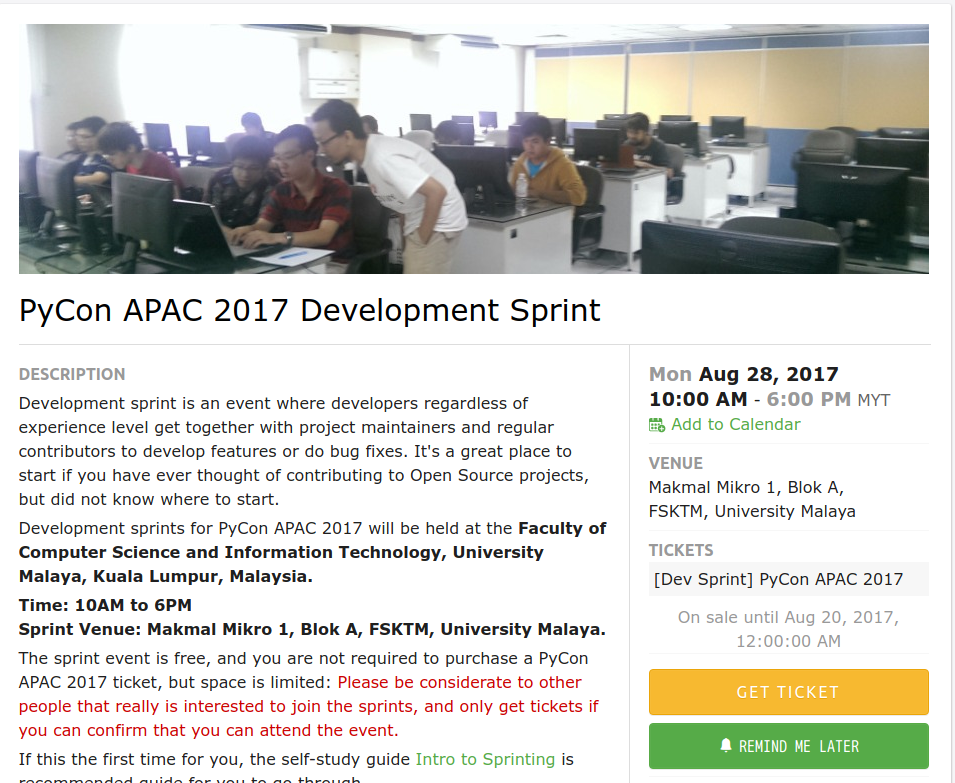 PyCon APAC 2017 Development Sprint
DESCRIPTION
Development sprint is an event where developers regardless of
experience level get together with project maintainers and regular
contributors to develop features or do bug fixes. It's a great place to
start if you have ever thought of contributing to Open Source projects,
but did not know where to start.
Development sprints for PyCon APAC 2017 will be held at the Faculty of
Computer Science and Information Technology, University
Malaya, Kuala Lumpur, Malaysia.
Time: 10AM to 6PM
Sprint Venue: Makmal Mikro 1, Blok A, FSKTM, University Malaya.
The sprint event is free, and you are not required to purchase a PyCon
APAC 2017 ticket, but space is limited: Please be considerate to other
people that really is interested to join the sprints, and only get tickets if
you can confirm that you can attend the event.
If this the first time for you, the self-study guide Intro to Sprinting is
recommended guide for you to go through.
Mon Aug 28, 2017
10:00 AM - 6:00 PM MYT
Add to Calendar
VENUE
Makmal Mikro 1, Blok A,
FSKTM, University Malaya
TICKETS
[Dev Sprint] PyCon APAC 2017
On sale until Aug 20, 2017,
12:00:00 AM
GET TICKET
REMIND ME LATER